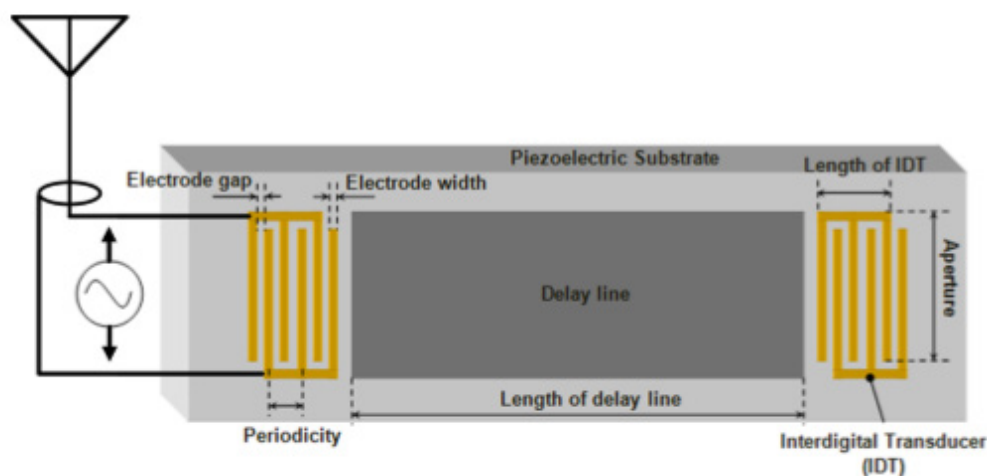 Piezoelectric Substrate
Length of IDT
Electrode gap
Electrode width
Aperture
Delay line
Length of delay line
Periodicity
Interdigital Transducer
(IDT)